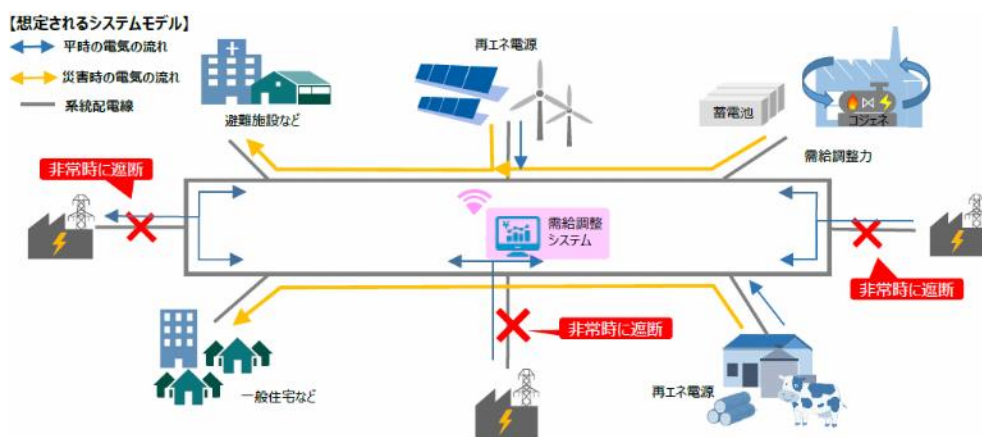 【想定されるシステムモデル】
平時の電気の流れ
災害時の電気の流れ
系統配電線
避難施設など
再エネ電源
蓄電池
コジェネ
需給調整力
非常時に遮断
需給調整
システム
非常時に遮断
非常時に遮断
一般住宅など
再エネ電源